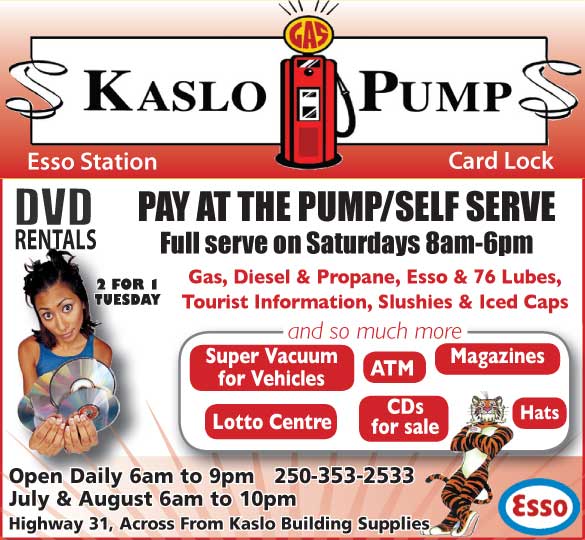 GAS
KASLO PUMP
Esso Station
Card Lock
DVD
RENTALS
2 FOR 1
TUESDAY
PAY AT THE PUMP/SELF SERVE
Full serve on Saturdays 8am-6pm
Gas, Diesel & Propane, Esso & 76 Lubes,
Tourist Information, Slushies & Iced Caps
and so much more
Super Vacuum
for Vehicles
ATM
Magazines
Lotto Centre
CDs
for sale
Hats
Open Daily 6am to 9pm 250-353-2533
July & August 6am to 10pm
Highway 31, Across From Kaslo Building Supplies
Esso